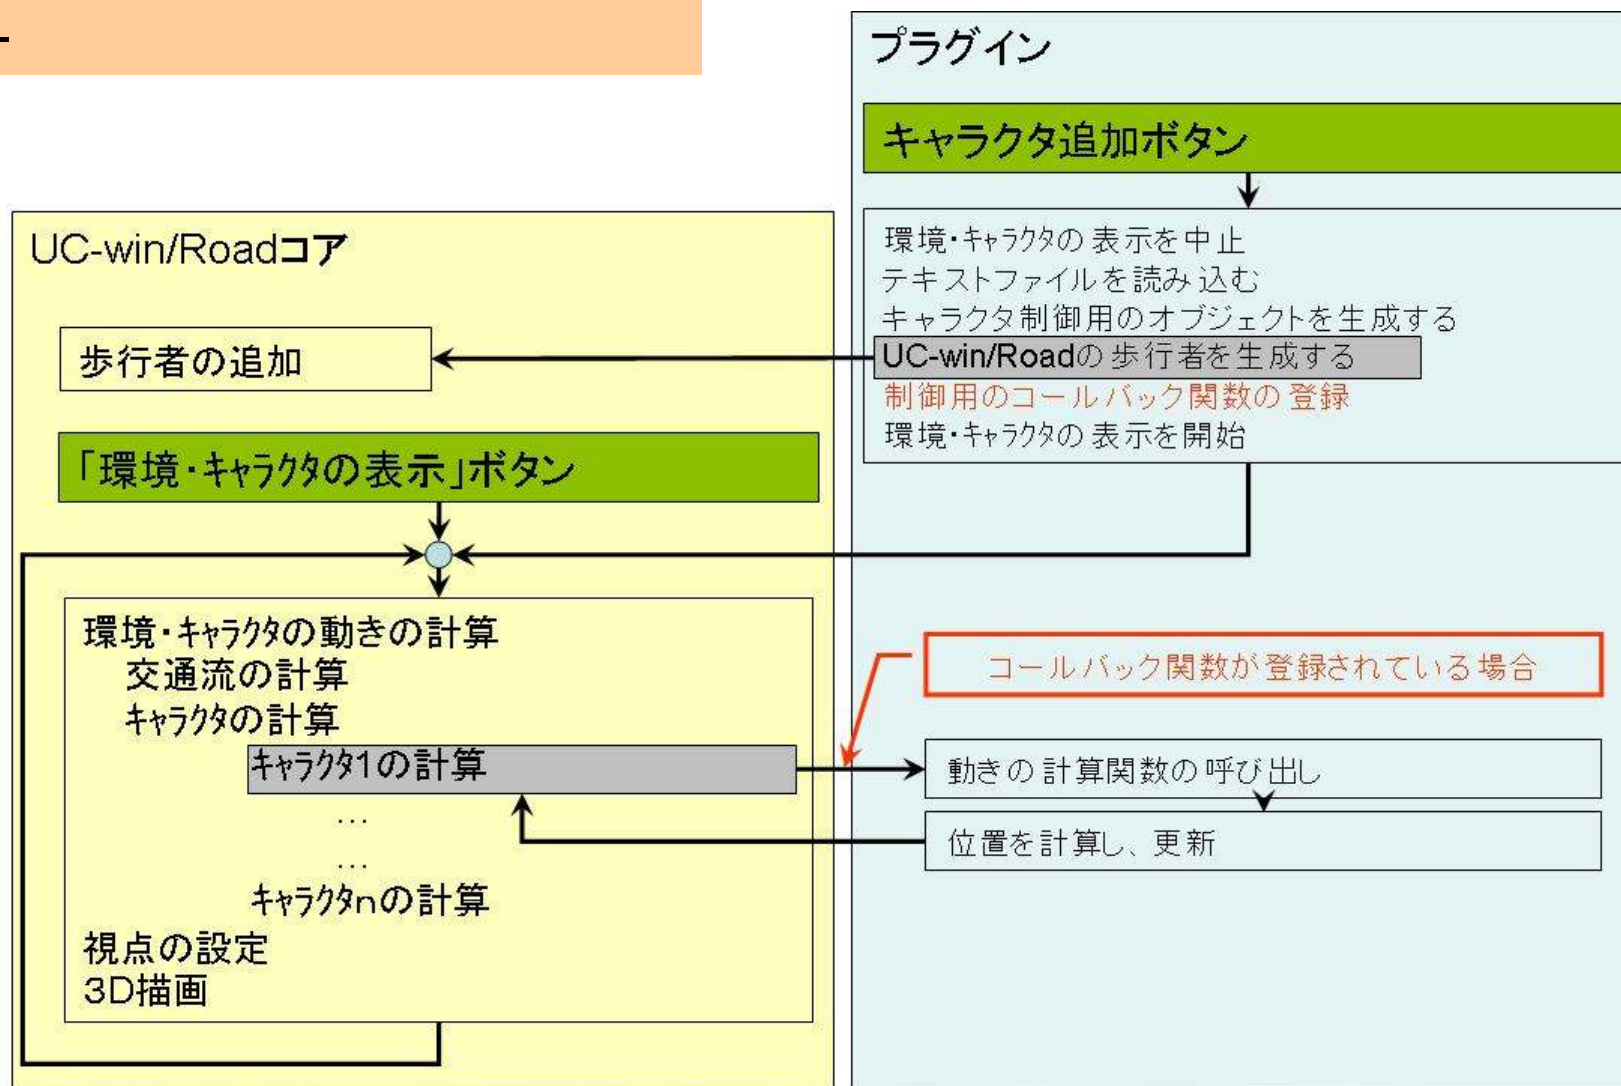 プラグイン
キャラクタ追加ボタン
環境・ｷｬﾗｸﾀの表示を中止
テキストファイルを読み込む
キャラクタ制御用のオブジェクトを生成する
UC-win/Roadの歩行者を生成する
制御用のコールバック関数の登録
環境・ｷｬﾗｸﾀの表示を開始
UC-win/Roadコア
歩行者の追加
「環境・ｷｬﾗｸﾀの表示」ボタン
環境・ｷｬﾗｸﾀの動きの計算
交通流の計算
ｷｬﾗｸﾀの計算
ｷｬﾗｸﾀ1の計算
…
…
ｷｬﾗｸﾀnの計算
視点の設定
3D描画
コールバック関数が登録されている場合
動きの計算関数の呼び出し
位置を計算し、更新